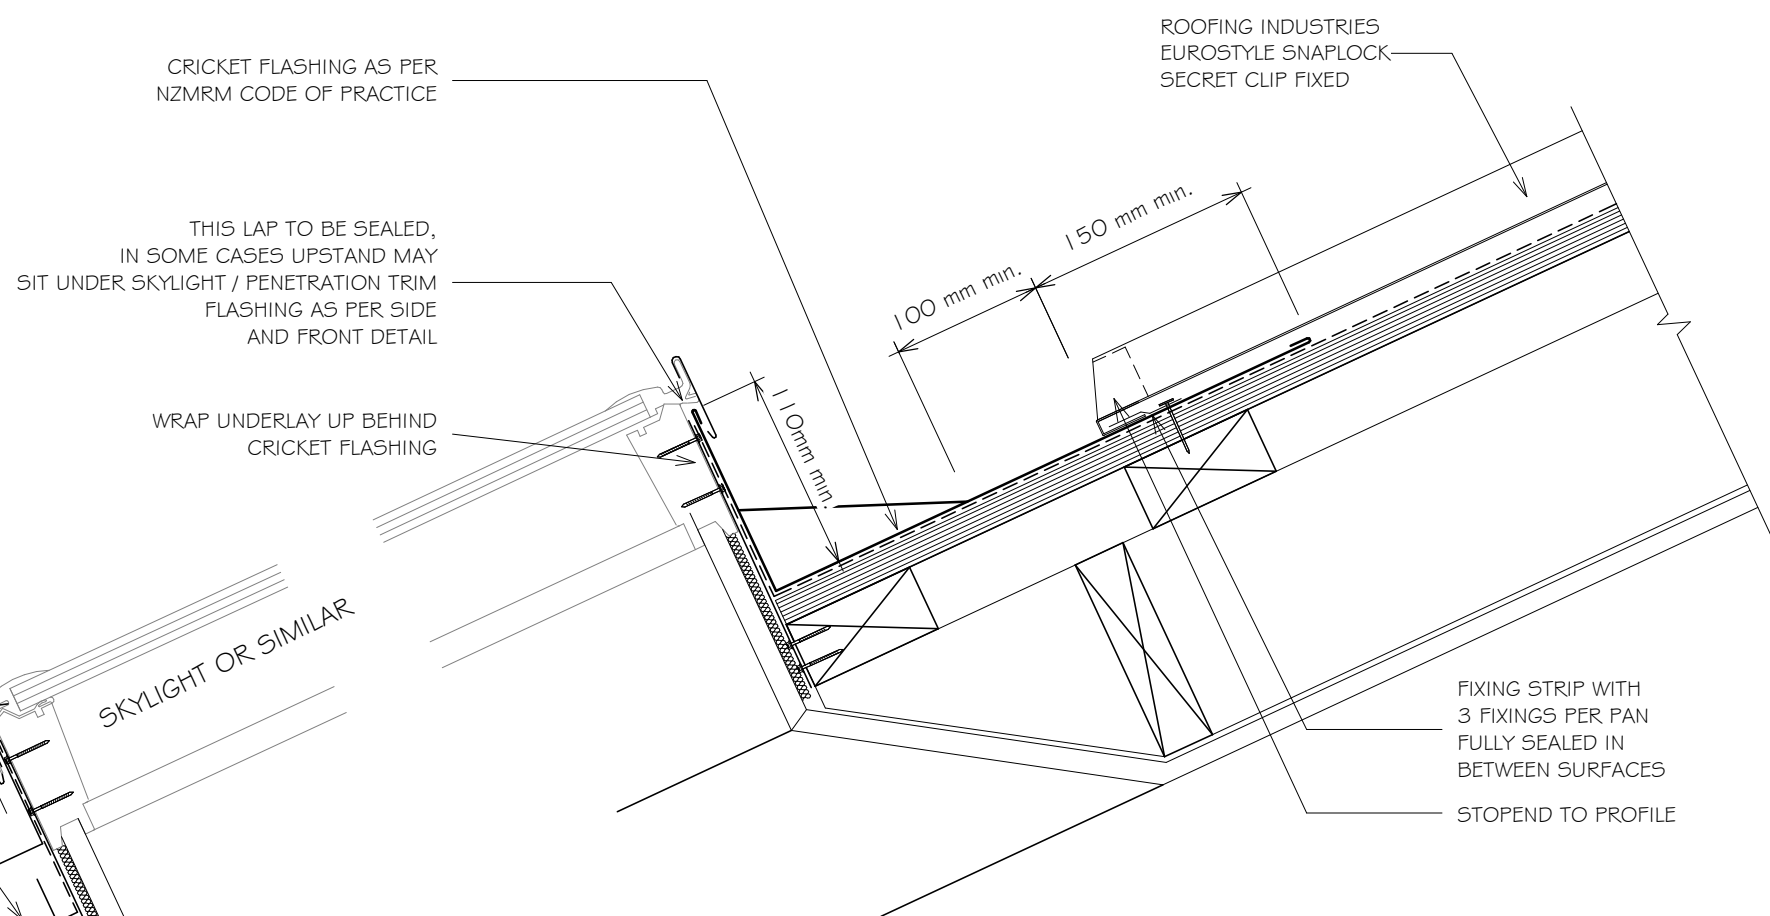 ROOFING INDUSTRIES
EUROSTYLE SNAPLOCK
SECRET CLIP FIXED
CRICKET FLASHING AS PER
NZMRM CODE OF PRACTICE
THIS LAP TO BE SEALED,
IN SOME CASES UPSTAND MAY
SIT UNDER SKYLIGHT / PENETRATION TRIM
FLASHING AS PER SIDE
AND FRONT DETAIL
WRAP UNDERLAY UP BEHIND
CRICKET FLASHING
150 mm min.
100 mm min.
110mm min.
SKYLIGHT OR SIMILAR
FIXING STRIP WITH
3 FIXINGS PER PAN
FULLY SEALED IN
BETWEEN SURFACES
STOPEND TO PROFILE